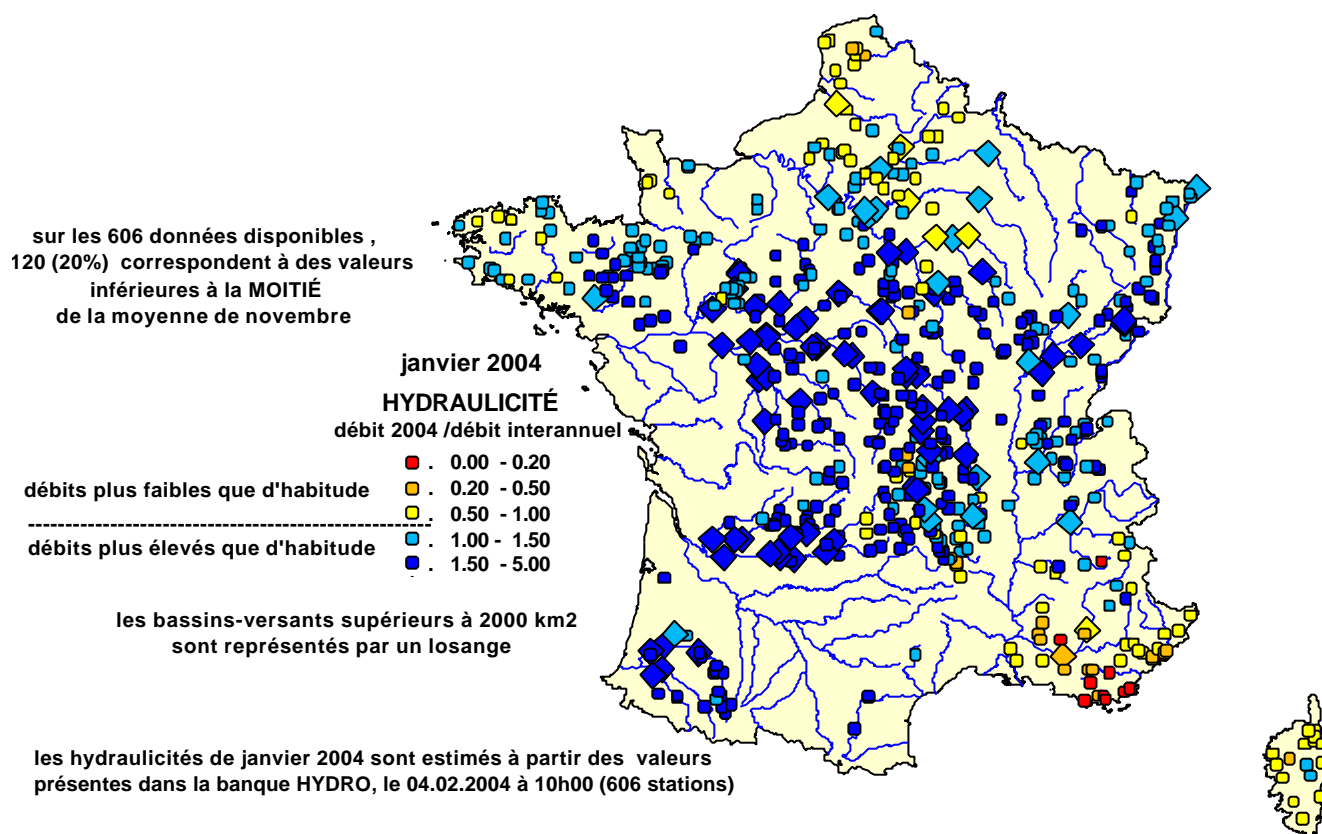 sur les 606 données disponibles ,
120 (20%) correspondent à des valeurs
inférieures à la MOITIÉ
de la moyenne de novembre
janvier 2004
HYDRAULICITÉ
débit 2004 /débit interannuel
. 0.00 - 0.20
débits plus faibles que d'habitude . 0.20 - 0.50
. 0.50 - 1.00
----------------------------------------------------
débits plus élevés que d'habitude . 1.00 - 1.50
. 1.50 - 5.00
les bassins-versants supérieurs à 2000 km2
sont représentés par un losange
les hydraulicités de janvier 2004 sont estimés à partir des valeurs
présentes dans la banque HYDRO, le 04.02.2004 à 10h00 (606 stations)